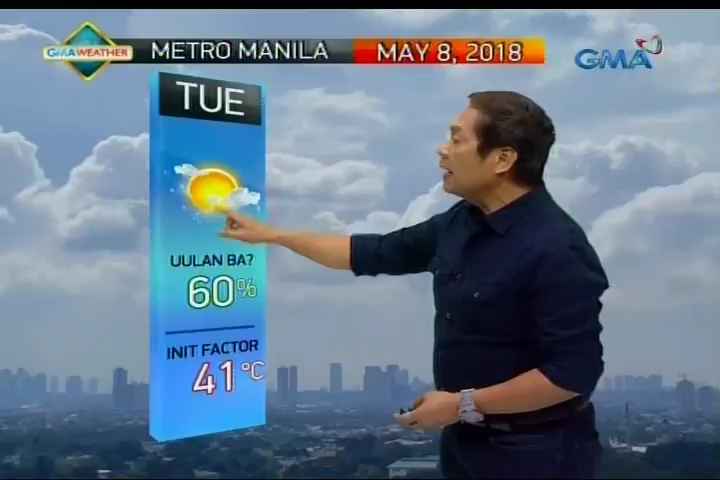 GMA WEATHER
METRO MANILA
MAY 8, 2018
GMA
TUE
UULAN BA?
60%
INIT FACTOR
41°C